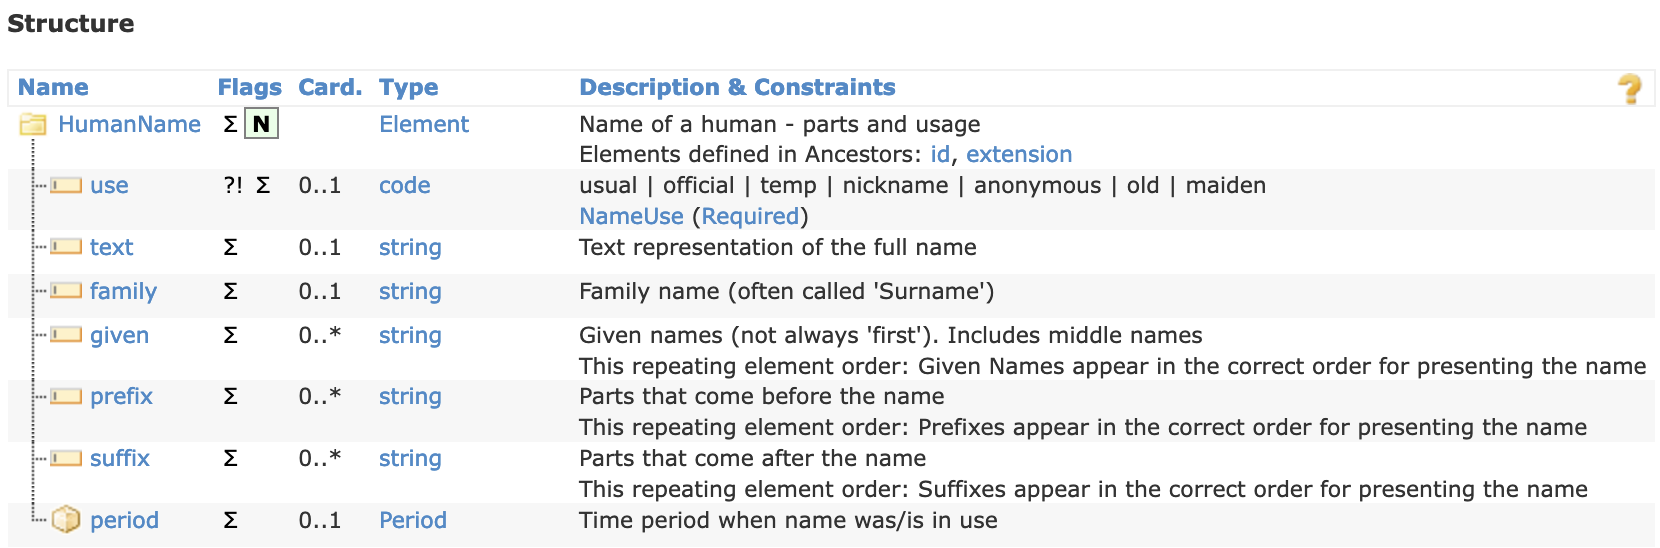 Structure
Name Flags Card. Type Description & Constraints
HumanName Σ N Element Name of a human - parts and usage
Elements defined in Ancestors: id, extension
use ?! Σ 0..1 code usual | official | temp | nickname | anonymous | old | maiden
NameUse (Required)
text Σ 0..1 string Text representation of the full name
family Σ 0..1 string Family name (often called 'Surname')
given Σ 0..* string Given names (not always 'first'). Includes middle names
This repeating element order: Given Names appear in the correct order for presenting the name
prefix Σ 0..* string Parts that come before the name
This repeating element order: Prefixes appear in the correct order for presenting the name
suffix Σ 0..* string Parts that come after the name
This repeating element order: Suffixes appear in the correct order for presenting the name
period Σ 0..1 Period Time period when name was/is in use